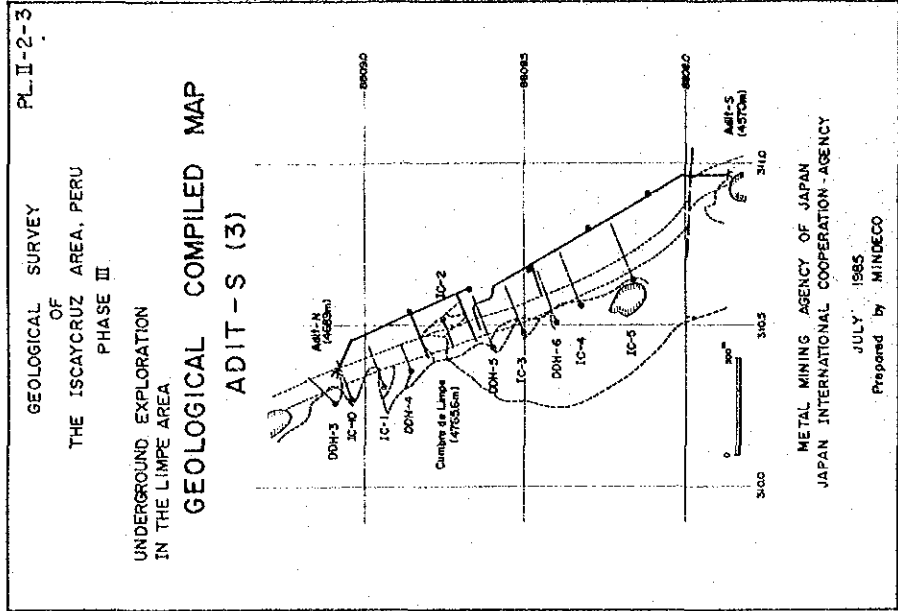 PL.II-2-3
GEOLOGICAL SURVEY
OF
THE ISCAYCRUZ AREA, PERU
PHASE III
UNDERGROUND EXPLORATION
IN THE LIMPE AREA
GEOLOGICAL COMPILED MAP
ADIT-S (3)
8809.0
8808.5
8808.0
Adit-N
(4689m)
DDH-3
IC-10
IC-1
DDH-4
IC-2
Cumbre de Limpe
(4765.6m)
DDH-5
IC-3
DDH-6
IC-4
IC-5
Adit-S
(4570m)
310.0
310.5
311.0
0
METAL MINING AGENCY OF JAPAN
JAPAN INTERNATIONAL COOPERATION-AGENCY
JULY 1985
Prepared by MINDECO